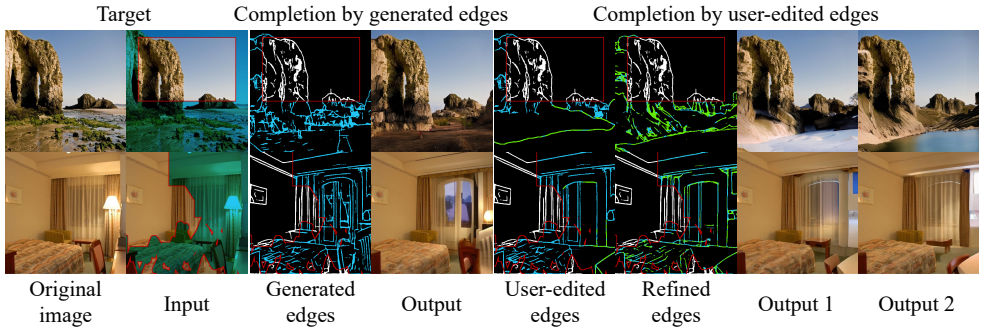 Target
Completion by generated edges
Completion by user-edited edges
Original
image
Input
Generated
edges
Output
User-edited
edges
Refined
edges
Output 1
Output 2